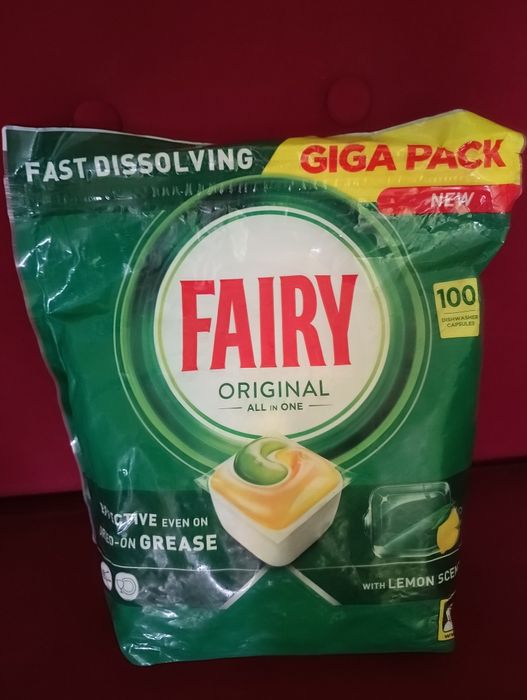 FAST DISSOLVING
GIGA PACK
NEW
FAIRY
100
DISHWASHER
CAPSULES
ORIGINAL
ALL IN ONE
EFFECTIVE EVEN ON
GREASE
WITH LEMON SCENT